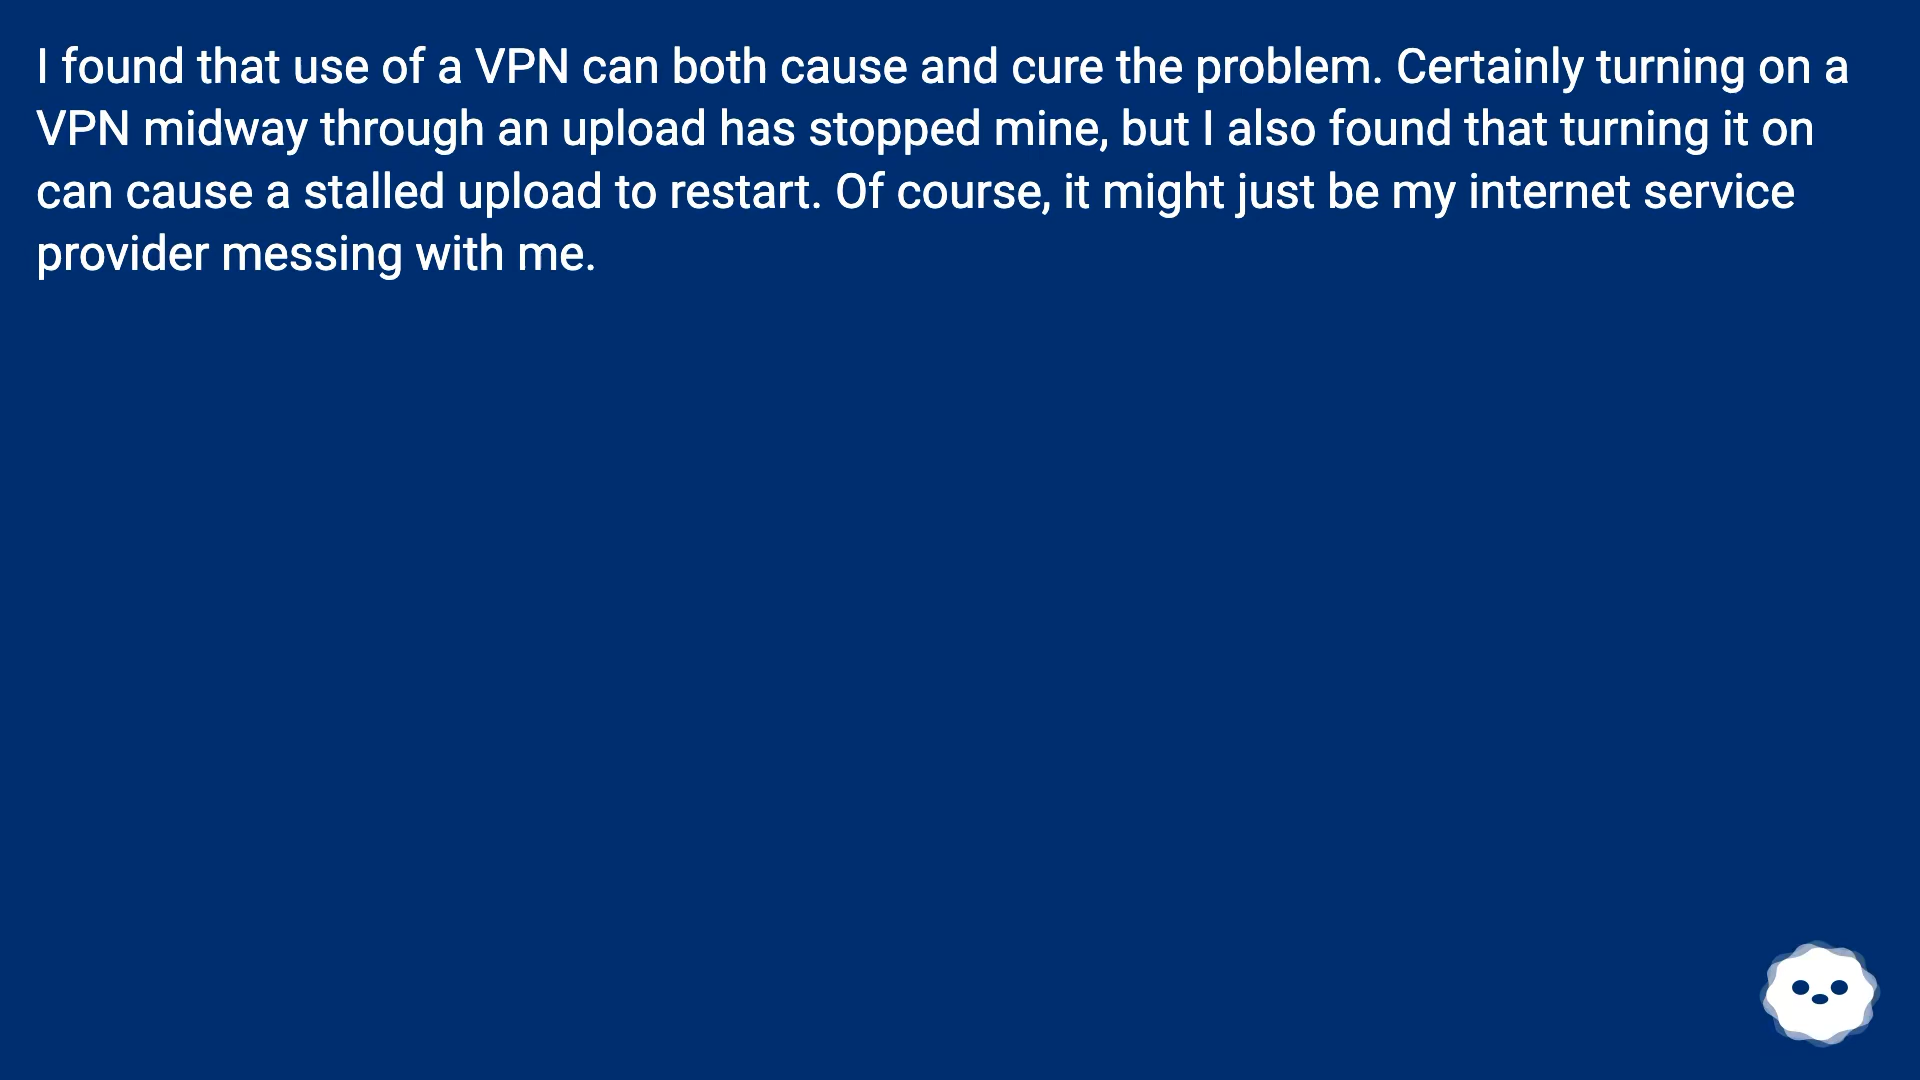 I found that use of a VPN can both cause and cure the problem. Certainly turning on a
VPN midway through an upload has stopped mine, but I also found that turning it on
can cause a stalled upload to restart. Of course, it might just be my internet service
provider messing with me.